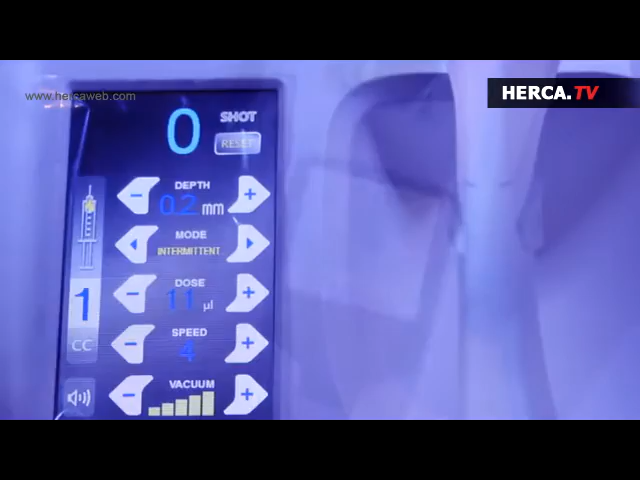 www.hercaweb.com
HERCA.TV
0 SHOT
RESET
DEPTH
0.2 mm
MODE
INTERMITTENT
DOSE
11 µl
1
SPEED
4
CC
VACUUM